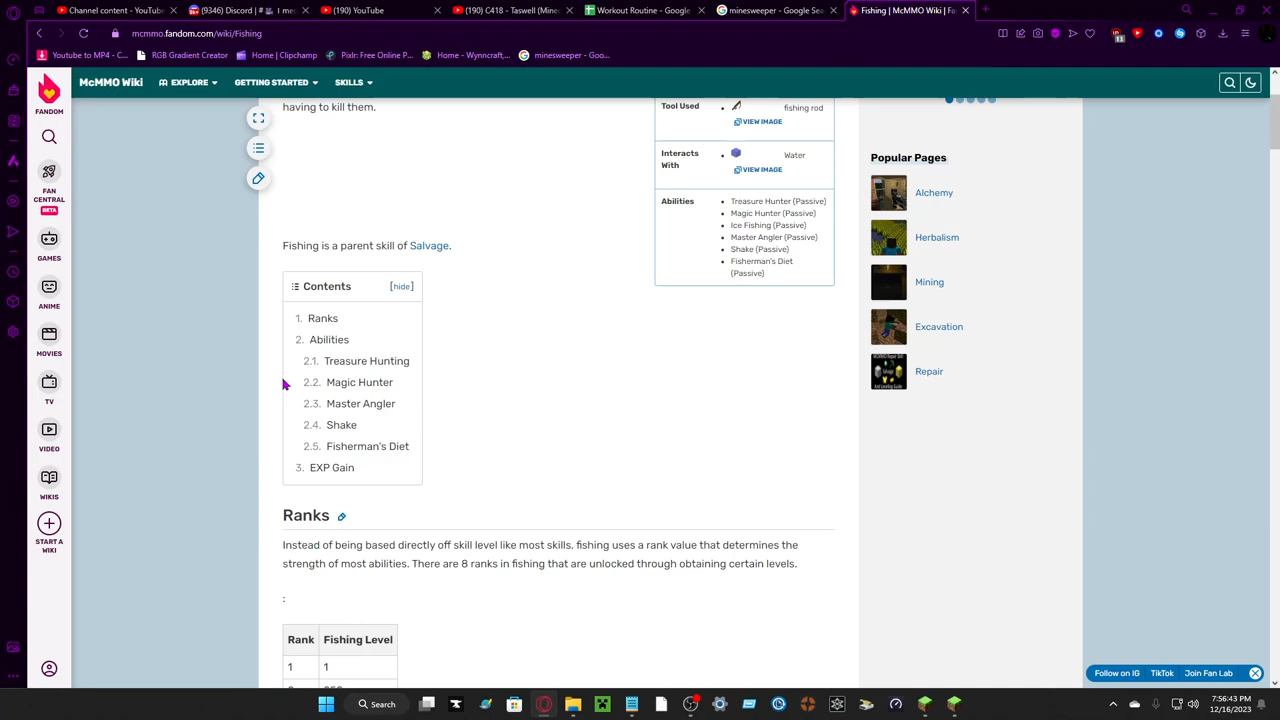 Content - YouTube
(9346) Discord | #
(190) YouTube
(190) C418 - Taswell (Minec
Workout Routine - Google
minesweeper - Google Sea
Fishing | McMMO Wiki | Fan
mcmmo.fandom.com/wiki/Fishing
11
Youtube to MP4 - C...
RGB Gradient Creator
Home | Clipchamp
Pixlr: Free Online P...
Home - Wynncraft,...
minesweeper - Goo...
McMMO Wiki
EXPLORE
GETTING STARTED
SKILLS
FANDOM
FAN
CENTRAL
BETA
GAMES
ANIME
MOVIES
TV
VIDEO
WIKIS
START A
WIKI
having to kill them.
Fishing is a parent skill of Salvage.
Contents [hide]
1. Ranks
2. Abilities
2.1. Treasure Hunting
2.2. Magic Hunter
2.3. Master Angler
2.4. Shake
2.5. Fisherman's Diet
3. EXP Gain
Ranks
Instead of being based directly off skill level like most skills, fishing uses a rank value that determines the
strength of most abilities. There are 8 ranks in fishing that are unlocked through obtaining certain levels.
:
Rank Fishing Level
1 1
Tool Used
fishing rod
VIEW IMAGE
Interacts
With
Water
VIEW IMAGE
Abilities
Treasure Hunter (Passive)
Magic Hunter (Passive)
Ice Fishing (Passive)
Master Angler (Passive)
Shake (Passive)
Fisherman's Diet
(Passive)
Popular Pages
Alchemy
Herbalism
Mining
Excavation
Repair
Follow on IG TikTok Join Fan Lab
Search
7:56:43 PM
12/16/2023